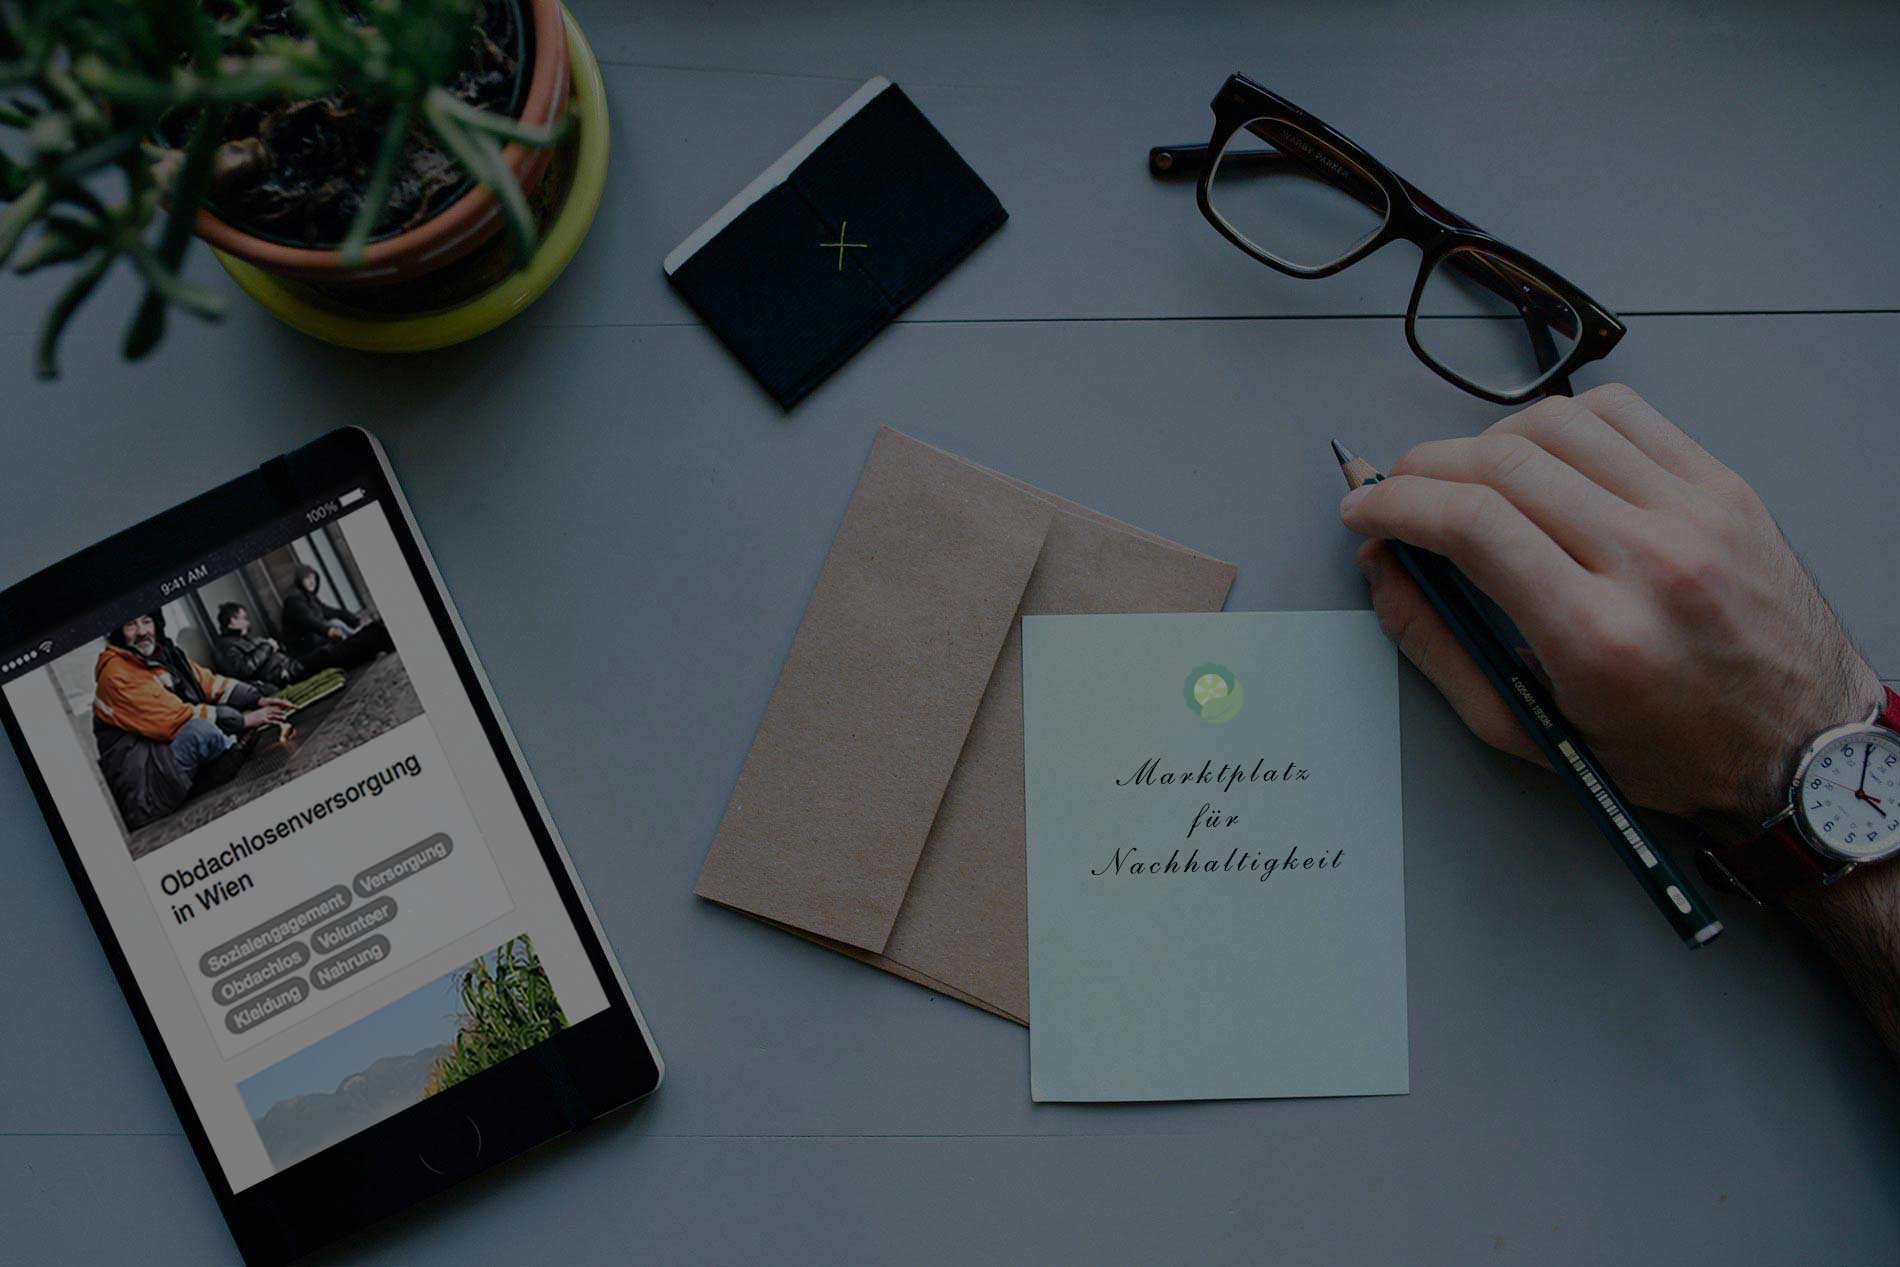 WARBY PARKER
100%
9:41 AM
Obdachlosenversorgung
in Wien
Sozialengagement Versorgung
Obdachlos Volunteer
Kleidung Nahrung
Marktplatz
für
Nachhaltigkeit